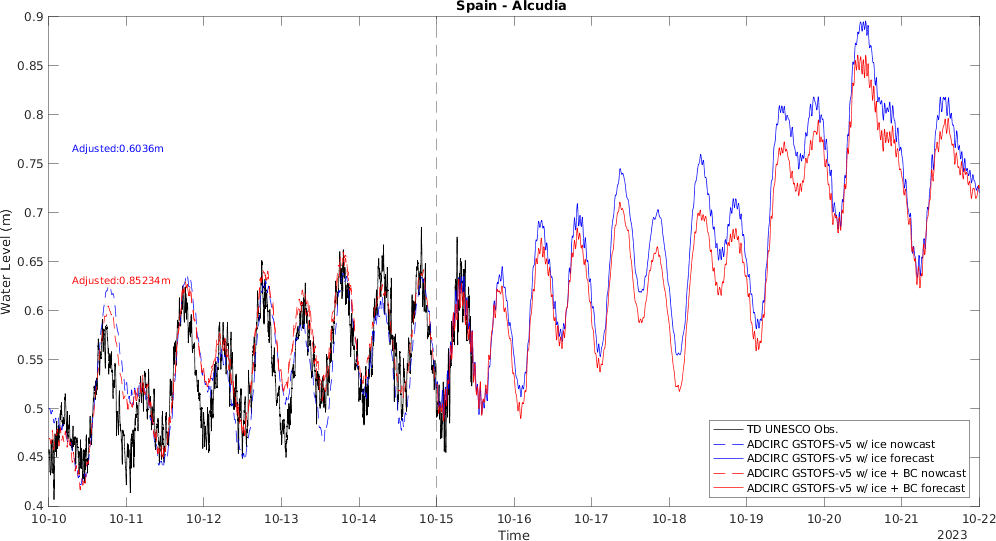 Spain - Alcudia
Water Level (m)
0.9
0.85
0.8
0.75
0.7
0.65
0.6
0.55
0.5
0.45
0.4
Adjusted:0.6036m
Adjusted:0.85234m
TD UNESCO Obs.
ADCIRC GSTOFS-v5 w/ ice nowcast
ADCIRC GSTOFS-v5 w/ ice forecast
ADCIRC GSTOFS-v5 w/ ice + BC nowcast
ADCIRC GSTOFS-v5 w/ ice + BC forecast
10-10 10-11 10-12 10-13 10-14 10-15 10-16 10-17 10-18 10-19 10-20 10-21 10-22
Time
2023